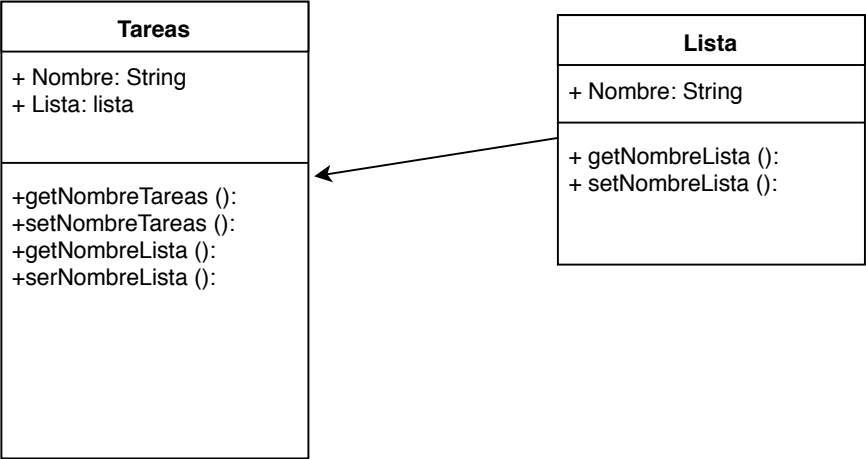 Tareas
+ Nombre: String
+ Lista: lista
+getNombreTareas ():
+setNombreTareas ():
+getNombreLista ():
+serNombreLista ():
Lista
+ Nombre: String
+ getNombreLista ():
+ setNombreLista ():